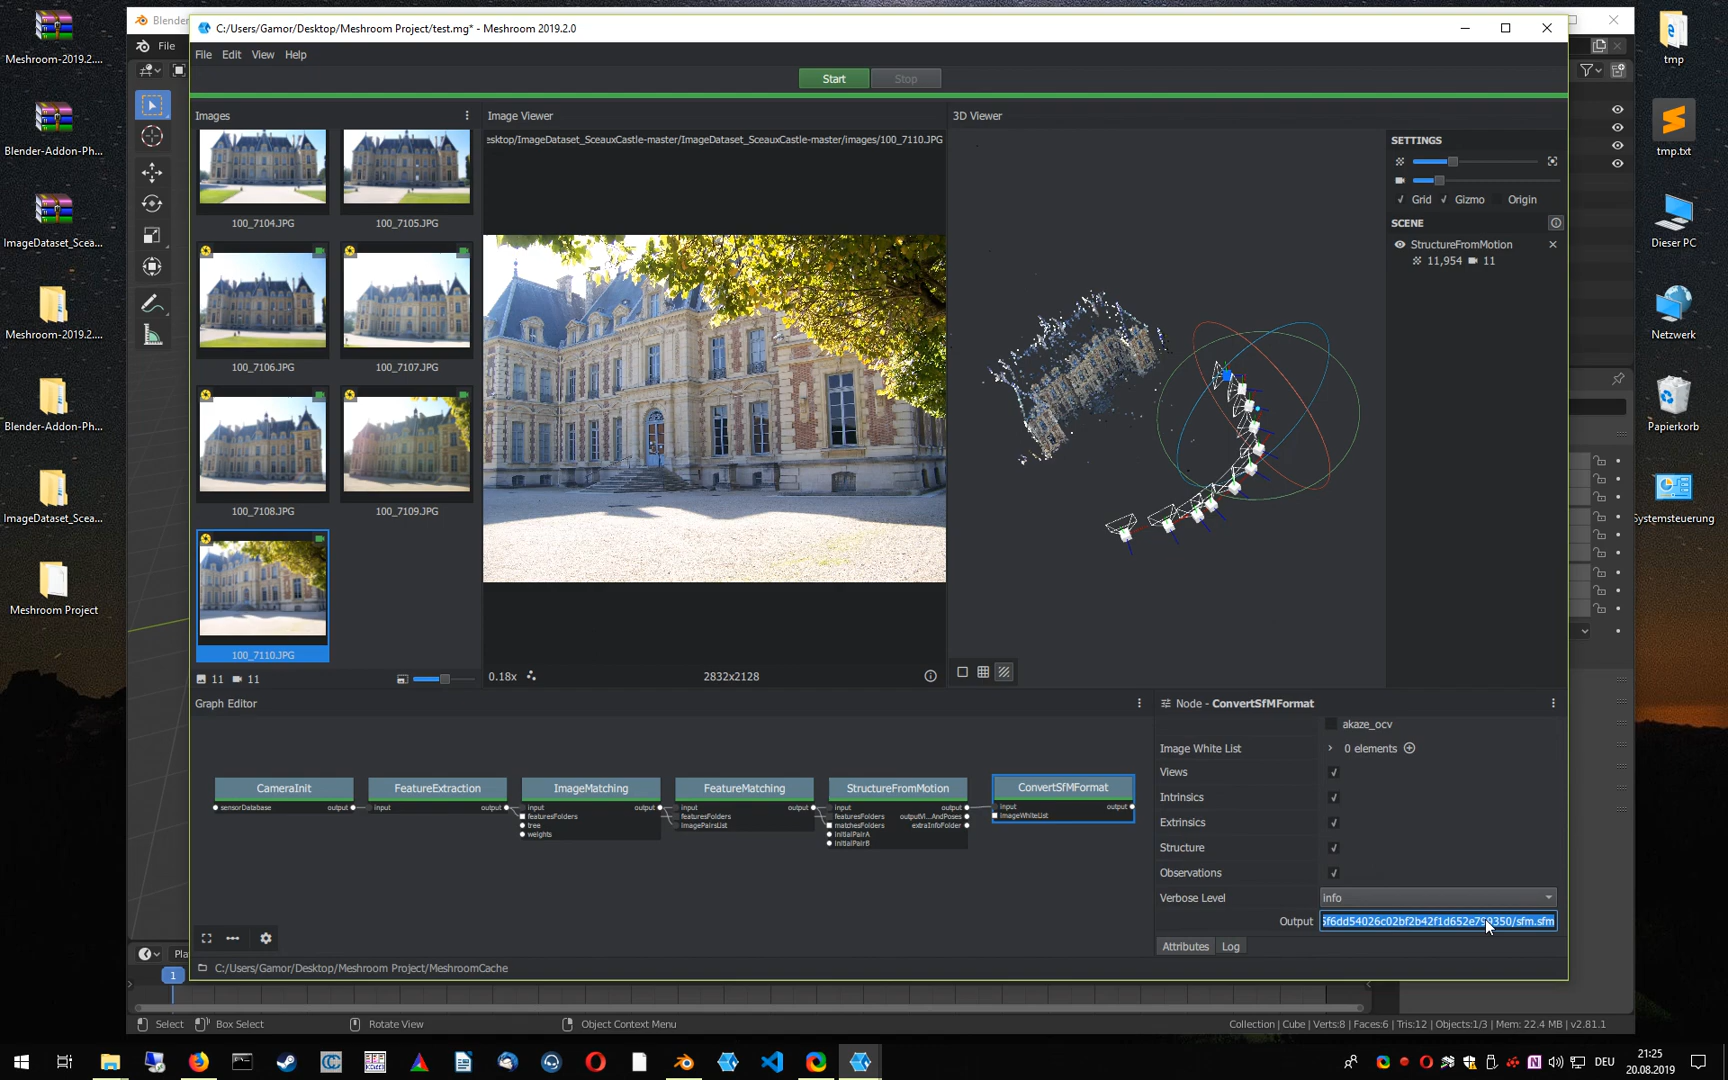 Meshroom-2019.2....
Blender-Addon-Ph...
ImageDataset_Scea...
Meshroom-2019.2....
Blender-Addon-Ph...
ImageDataset_Scea...
Meshroom Project
Blender
File
C:/Users/Gamor/Desktop/Meshroom Project/test.mg* - Meshroom 2019.2.0
File Edit View Help
Start Stop
Images
100_7104.JPG 100_7105.JPG
100_7106.JPG 100_7107.JPG
100_7108.JPG 100_7109.JPG
100_7110.JPG
11 11
Image Viewer
esktop/ImageDataset_SceauxCastle-master/ImageDataset_SceauxCastle-master/images/100_7110.JPG
0.18x 2832x2128
3D Viewer
SETTINGS
Grid Gizmo Origin
SCENE
StructureFromMotion
11,954 11
Graph Editor
CameraInit
sensorDatabase output
FeatureExtraction
input output
ImageMatching
input output
featuresFolders
tree
weights
FeatureMatching
input output
featuresFolders
imagePairsList
StructureFromMotion
input output
featuresFolders outputVi...AndPoses
matchesFolders extraInfoFolder
initialPairA
initialPairB
ConvertSfMFormat
input output
imageWhiteList
Node - ConvertSfMFormat
akaze_ocv
Image White List 0 elements
Views
Intrinsics
Extrinsics
Structure
Observations
Verbose Level info
Output 5f6dd54026c02bf2b42f1d652e799350/sfm.sfm
Attributes Log
C:/Users/Gamor/Desktop/Meshroom Project/MeshroomCache
Pla
1
Select Box Select Rotate View Object Context Menu
Collection | Cube | Verts:8 | Faces:6 | Tris:12 | Objects:1/3 | Mem: 22.4 MB | v2.81.1
tmp
tmp.txt
Dieser PC
Netzwerk
Papierkorb
Systemsteuerung
DEU
21:25
20.08.2019